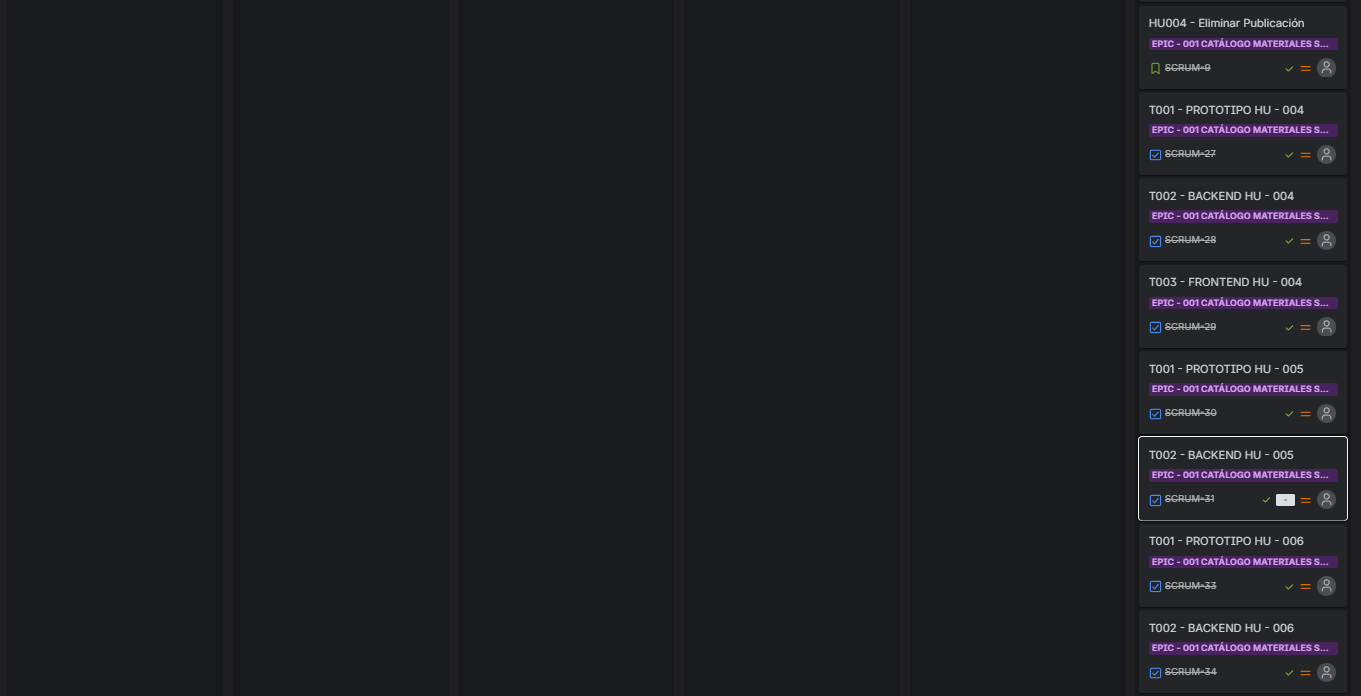 HU004 - Eliminar Publicación
EPIC - 001 CATÁLOGO MATERIALES S...
SCRUM-9
T001 - PROTOTIPO HU - 004
EPIC - 001 CATÁLOGO MATERIALES S...
SCRUM-27
T002 - BACKEND HU - 004
EPIC - 001 CATÁLOGO MATERIALES S...
SCRUM-28
T003 - FRONTEND HU - 004
EPIC - 001 CATÁLOGO MATERIALES S...
SCRUM-29
T001 - PROTOTIPO HU - 005
EPIC - 001 CATÁLOGO MATERIALES S...
SCRUM-30
T002 - BACKEND HU - 005
EPIC - 001 CATÁLOGO MATERIALES S...
SCRUM-31 -
T001 - PROTOTIPO HU - 006
EPIC - 001 CATÁLOGO MATERIALES S...
SCRUM-33
T002 - BACKEND HU - 006
EPIC - 001 CATÁLOGO MATERIALES S...
SCRUM-34